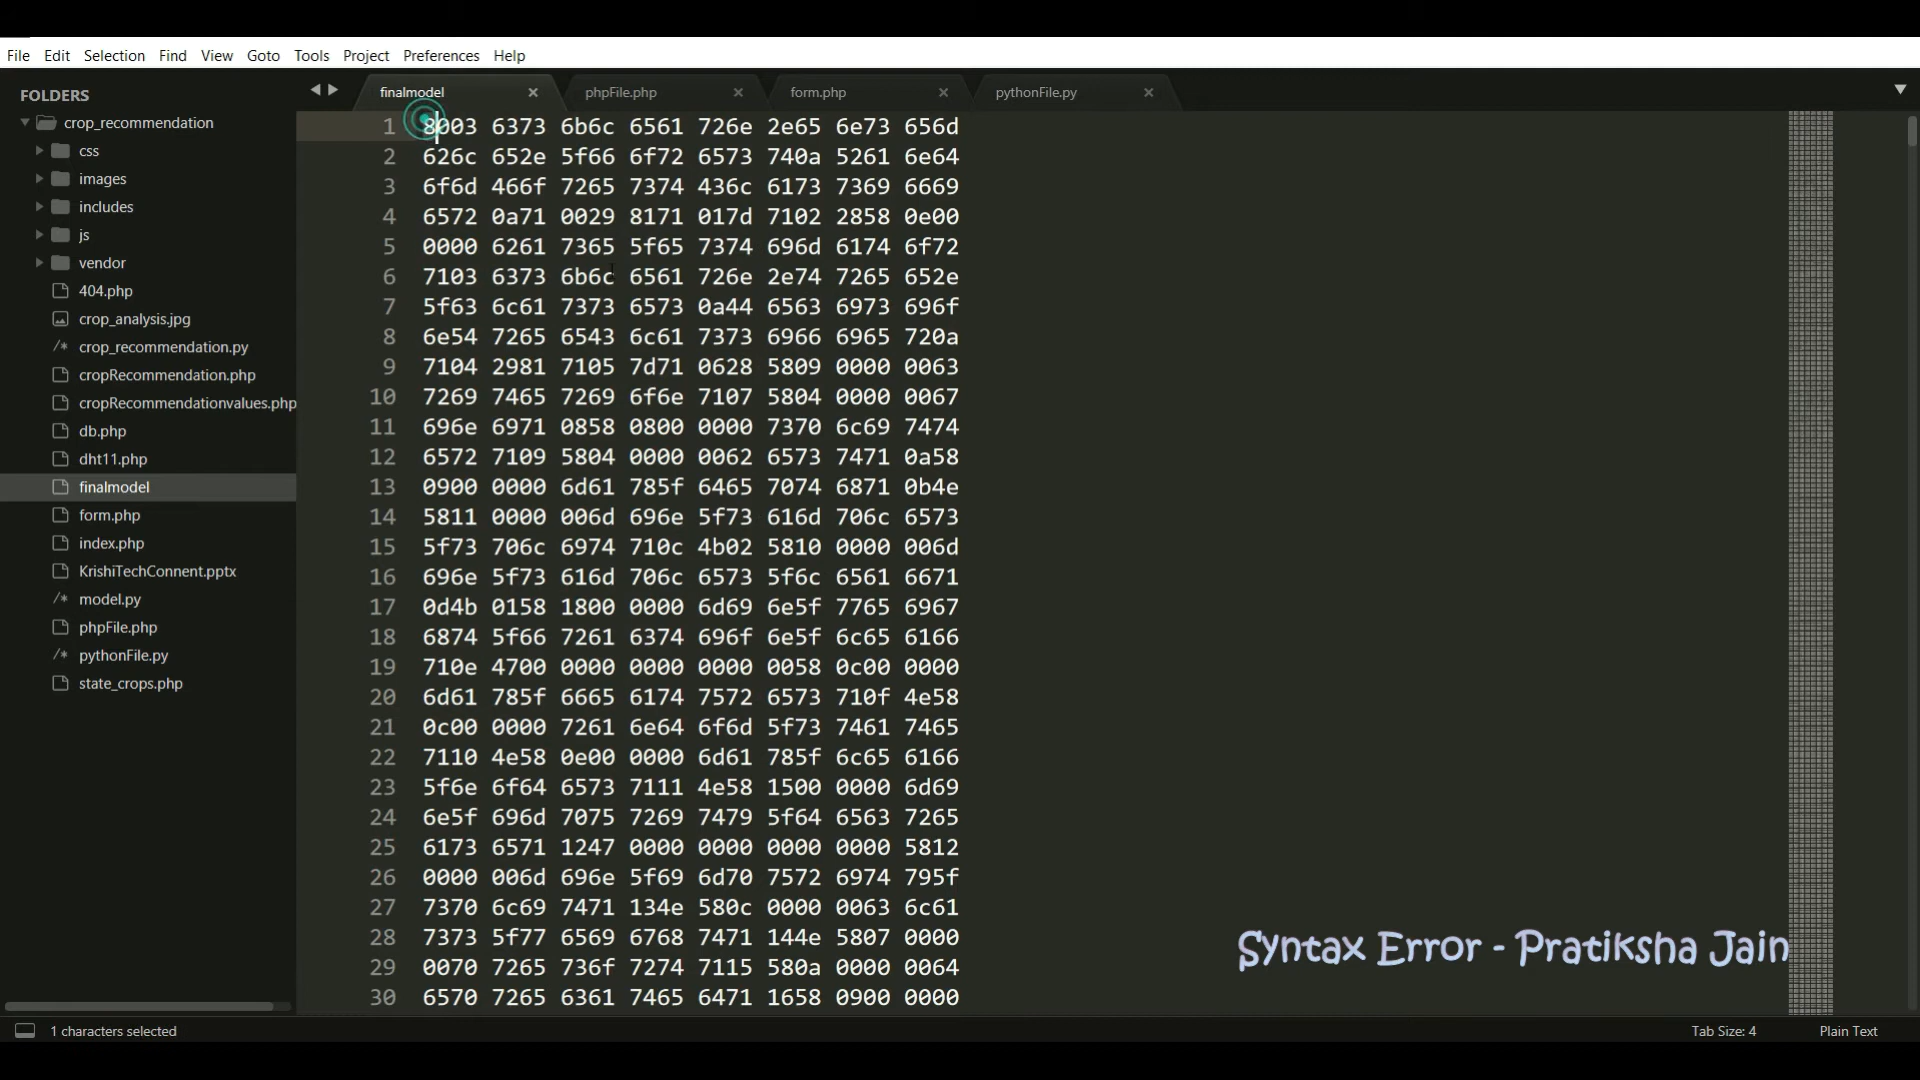 File Edit Selection Find View Goto Tools Project Preferences Help
FOLDERS
crop_recommendation
css
images
includes
js
vendor
404.php
crop_analysis.jpg
/* crop_recommendation.py
cropRecommendation.php
cropRecommendationvalues.php
db.php
dht11.php
finalmodel
form.php
index.php
KrishiTechConnent.pptx
/* model.py
phpFile.php
/* pythonFile.py
state_crops.php
finalmodel × phpFile.php × form.php × pythonFile.py ×
1 8003 6373 6b6c 6561 726e 2e65 6e73 656d
2 626c 652e 5f66 6f72 6573 740a 5261 6e64
3 6f6d 466f 7265 7374 436c 6173 7369 6669
4 6572 0a71 0029 8171 017d 7102 2858 0e00
5 0000 6261 7365 5f65 7374 696d 6174 6f72
6 7103 6373 6b6c 6561 726e 2e74 7265 652e
7 5f63 6c61 7373 6573 0a44 6563 6973 696f
8 6e54 7265 6543 6c61 7373 6966 6965 720a
9 7104 2981 7105 7d71 0628 5809 0000 0063
10 7269 7465 7269 6f6e 7107 5804 0000 0067
11 696e 6971 0858 0800 0000 7370 6c69 7474
12 6572 7109 5804 0000 0062 6573 7471 0a58
13 0900 0000 6d61 785f 6465 7074 6871 0b4e
14 5811 0000 006d 696e 5f73 616d 706c 6573
15 5f73 706c 6974 710c 4b02 5810 0000 006d
16 696e 5f73 616d 706c 6573 5f6c 6561 6671
17 0d4b 0158 1800 0000 6d69 6e5f 7765 6967
18 6874 5f66 7261 6374 696f 6e5f 6c65 6166
19 710e 4700 0000 0000 0000 0058 0c00 0000
20 6d61 785f 6665 6174 7572 6573 710f 4e58
21 0c00 0000 7261 6e64 6f6d 5f73 7461 7465
22 7110 4e58 0e00 0000 6d61 785f 6c65 6166
23 5f6e 6f64 6573 7111 4e58 1500 0000 6d69
24 6e5f 696d 7075 7269 7479 5f64 6563 7265
25 6173 6571 1247 0000 0000 0000 0000 5812
26 0000 006d 696e 5f69 6d70 7572 6974 795f
27 7370 6c69 7471 134e 580c 0000 0063 6c61
28 7373 5f77 6569 6768 7471 144e 5807 0000
29 0070 7265 736f 7274 7115 580a 0000 0064
30 6570 7265 6361 7465 6471 1658 0900 0000
Syntax Error - Pratiksha Jain
1 characters selected Tab Size: 4 Plain Text